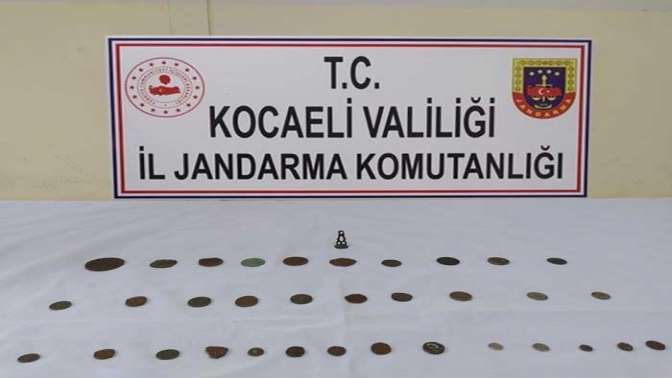 T.C.
KOCAELİ VALİLİĞİ
İL JANDARMA KOMUTANLIĞI
JANDARMA